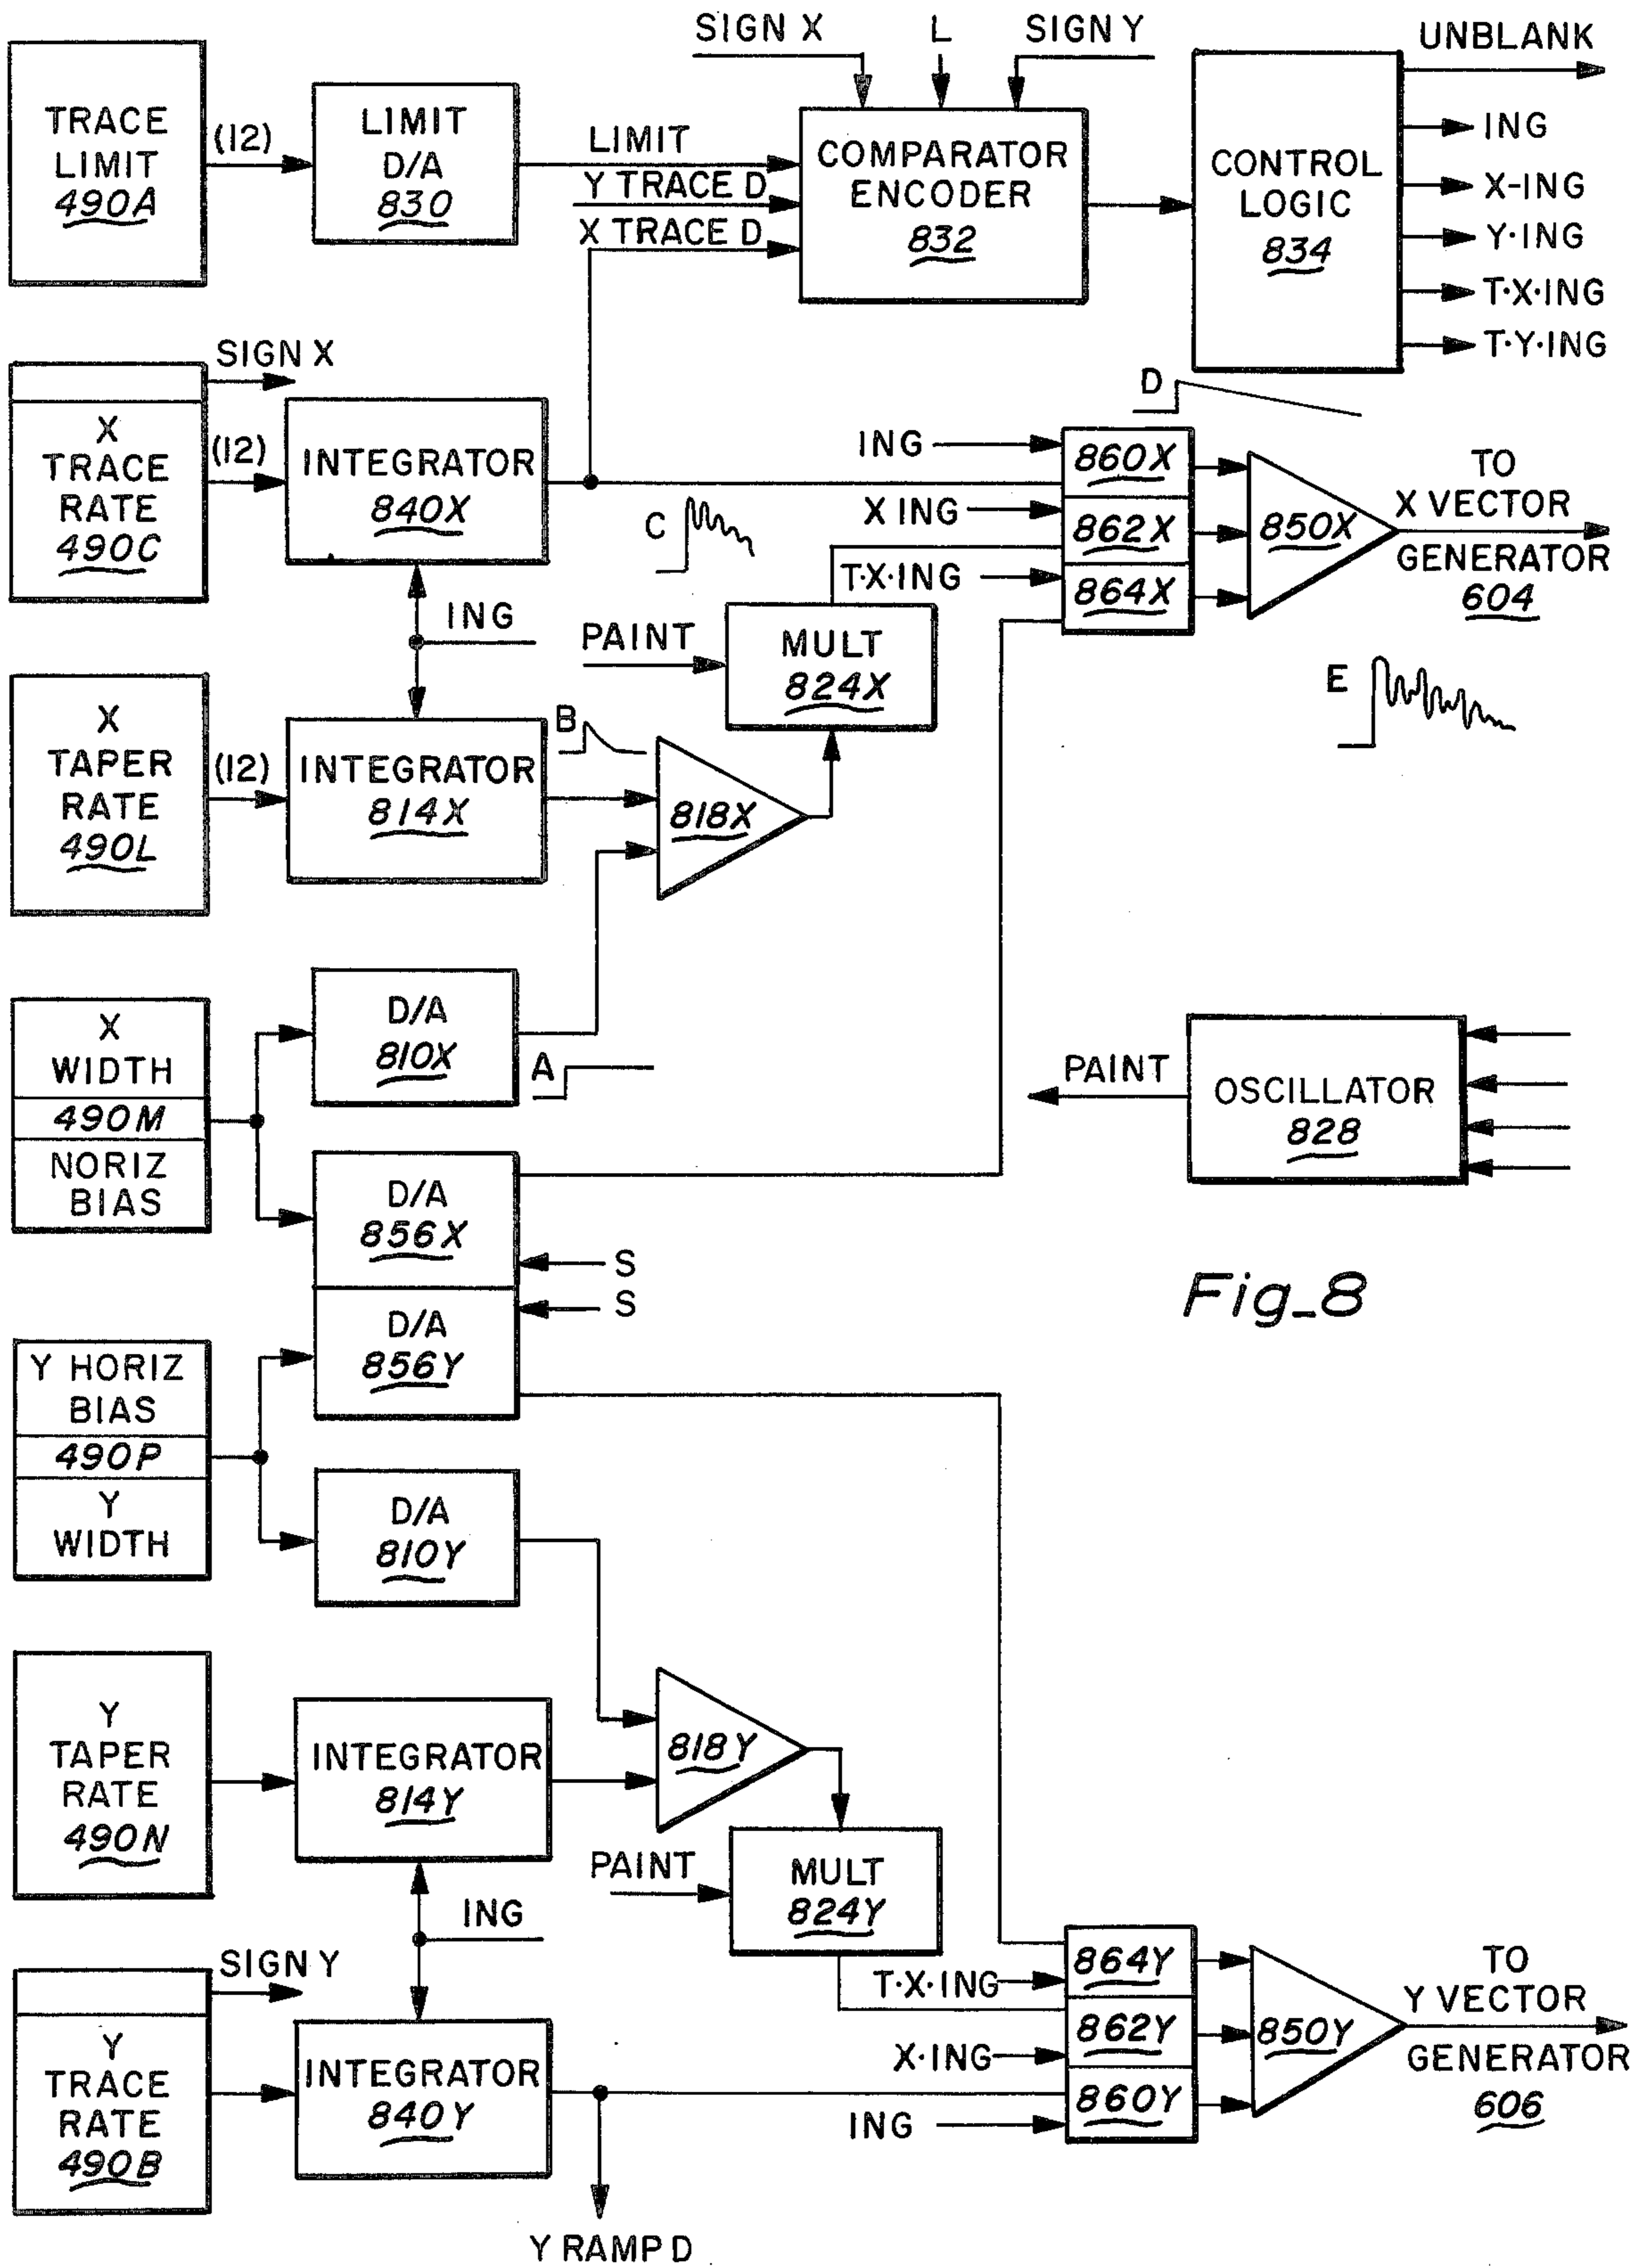 SIGN X
L
SIGN Y
UNBLANK
TRACE
LIMIT
490A
(12)
LIMIT
D/A
830
LIMIT
Y TRACE D
X TRACE D
COMPARATOR
ENCODER
832
CONTROL
LOGIC
834
ING
X-ING
Y·ING
T·X·ING
T·Y·ING
SIGN X
X
TRACE
RATE
490C
(12)
INTEGRATOR
840X
ING
D
ING
X ING
T·X·ING
860X
862X
864X
850X
TO
X VECTOR
GENERATOR
604
C
E
PAINT
MULT
824X
X
TAPER
RATE
490L
(12)
INTEGRATOR
814X
B
818X
X
WIDTH
490M
NORIZ
BIAS
D/A
810X
A
D/A
856X
S
S
D/A
856Y
PAINT
OSCILLATOR
828
Fig_8
Y HORIZ
BIAS
490P
Y
WIDTH
D/A
810Y
Y
TAPER
RATE
490N
INTEGRATOR
814Y
818Y
PAINT
MULT
824Y
ING
SIGN Y
Y
TRACE
RATE
490B
INTEGRATOR
840Y
T·X·ING
X·ING
ING
864Y
862Y
860Y
850Y
TO
Y VECTOR
GENERATOR
606
Y RAMP D